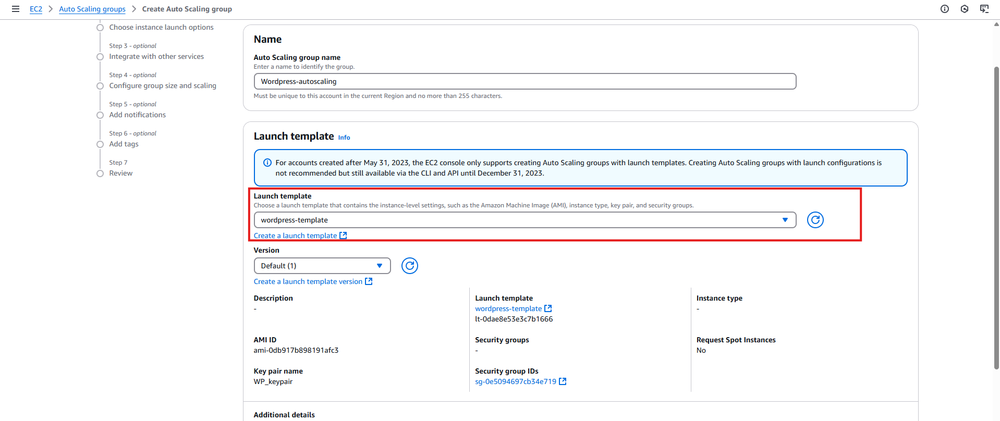 EC2 > Auto Scaling groups > Create Auto Scaling group
Choose instance launch options
Step 3 - optional
Integrate with other services
Step 4 - optional
Configure group size and scaling
Step 5 - optional
Add notifications
Step 6 - optional
Add tags
Step 7
Review
Name
Auto Scaling group name
Enter a name to identify the group.
Wordpress-autoscaling
Must be unique to this account in the current Region and no more than 255 characters.
Launch template Info
For accounts created after May 31, 2023, the EC2 console only supports creating Auto Scaling groups with launch templates. Creating Auto Scaling groups with launch configurations is
not recommended but still available via the CLI and API until December 31, 2023.
Launch template
Choose a launch template that contains the instance-level settings, such as the Amazon Machine Image (AMI), instance type, key pair, and security groups.
wordpress-template
Create a launch template
Version
Default (1)
Create a launch template version
Description
-
Launch template
wordpress-template
lt-0dae8e53e3c7b1666
Instance type
-
AMI ID
ami-0db917b898191afc3
Security groups
-
Request Spot Instances
No
Key pair name
WP_keypair
Security group IDs
sg-0e5094697cb34e719
Additional details